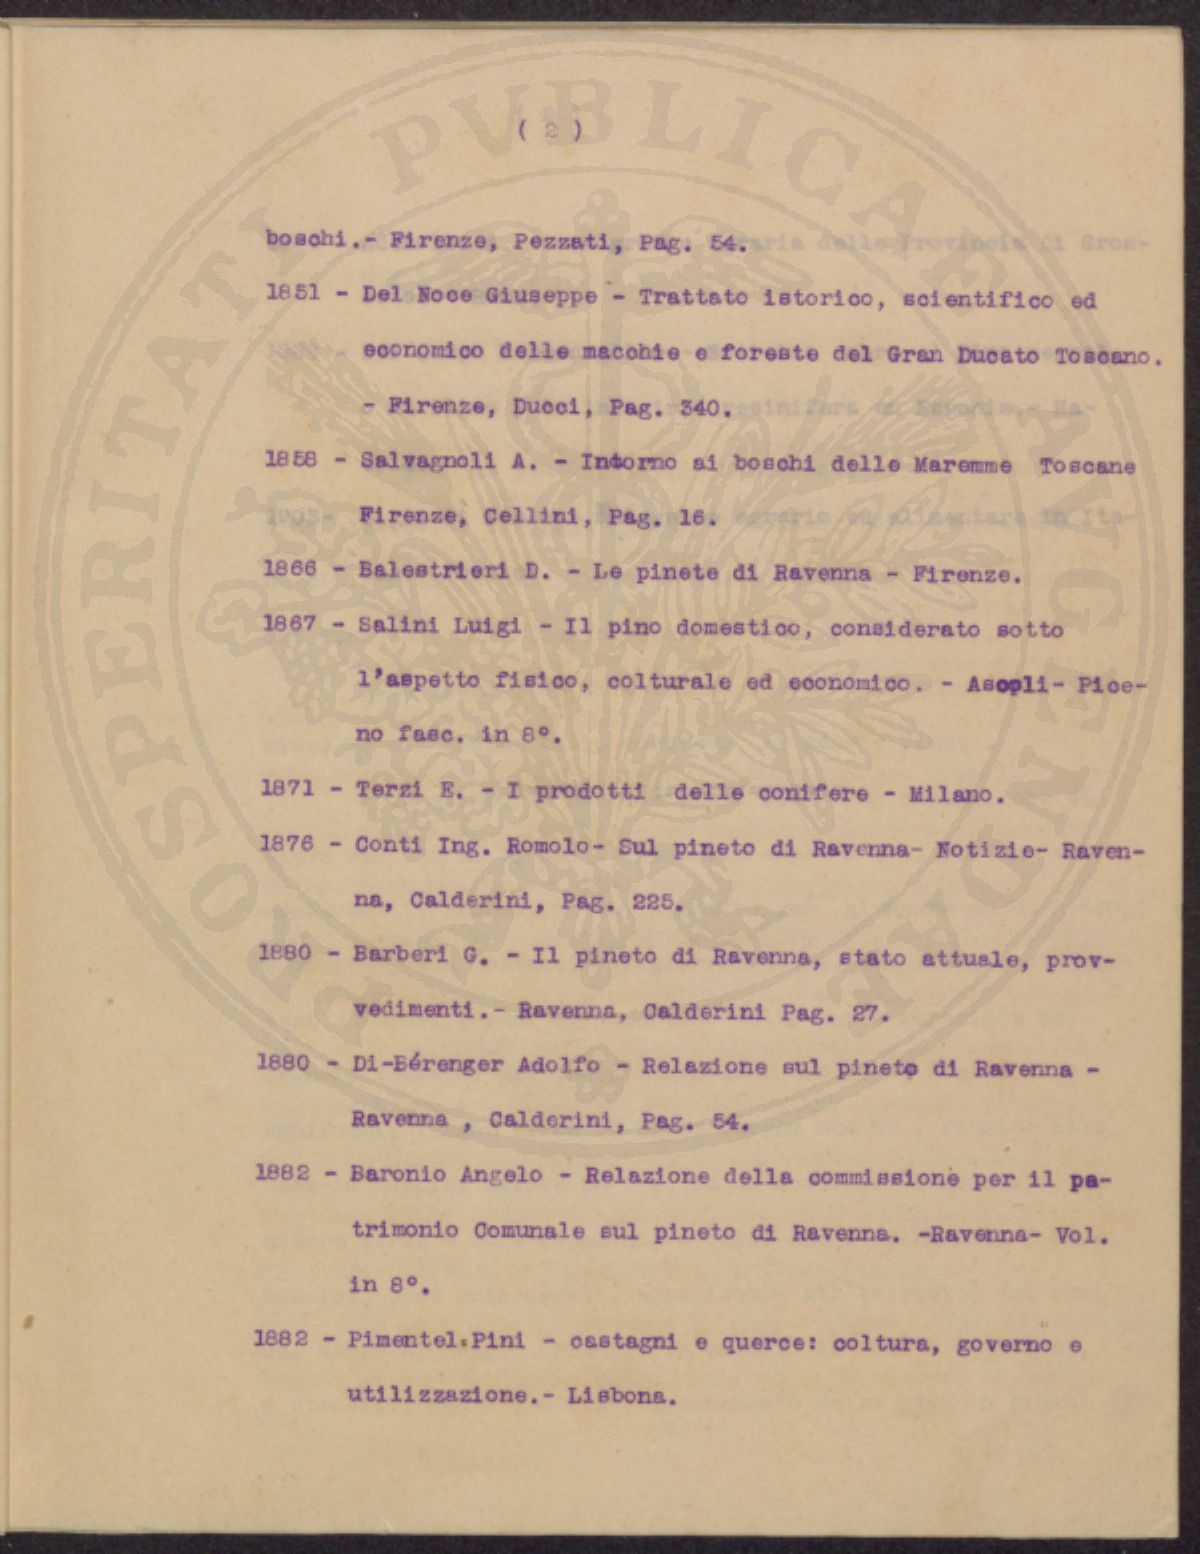 ( 2 )
boschi.- Firenze, Pezzati, Pag. 54.
1851 - Del Noce Giuseppe - Trattato istorico, scientifico ed
economico delle macchie e foreste del Gran Ducato Toscano.
- Firenze, Ducci, Pag. 340.
1858 - Salvagnoli A. - Intorno ai boschi delle Maremme Toscane
Firenze, Cellini, Pag. 16.
1866 - Balestrieri D. - Le pinete di Ravenna - Firenze.
1867 - Salini Luigi - Il pino domestico, considerato sotto
l'aspetto fisico, colturale ed economico. - Ascoli- Pice-
no fasc. in 8°.
1871 - Terzi E. - I prodotti delle conifere - Milano.
1876 - Conti Ing. Romolo- Sul pineto di Ravenna- Notizie- Raven-
na, Calderini, Pag. 225.
1880 - Barberi G. - Il pineto di Ravenna, stato attuale, prov-
vedimenti.- Ravenna, Calderini Pag. 27.
1880 - Di-Bérenger Adolfo - Relazione sul pineto di Ravenna -
Ravenna , Calderini, Pag. 54.
1882 - Baronio Angelo - Relazione della commissione per il pa-
trimonio Comunale sul pineto di Ravenna. -Ravenna- Vol.
in 8°.
1882 - Pimentel.Pini - castagni e querce: coltura, governo e
utilizzazione.- Lisbona.
PROSPERITATI PVBLICAE AVGENDAE